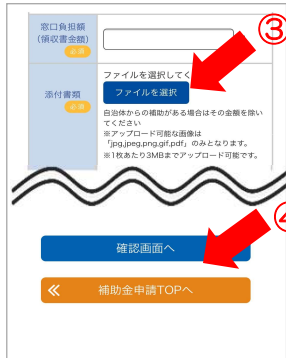 窓口負担額
(領収書金額)
必須
③
ファイルを選択してく
ファイルを選択
添付書類
必須
自治体からの補助がある場合はその金額を除い
てください
※アップロード可能な画像は
「jpg,jpeg,png,gif,pdf」のみとなります。
※1枚あたり3MBまでアップロード可能です。
④
確認画面へ
補助金申請TOPへ